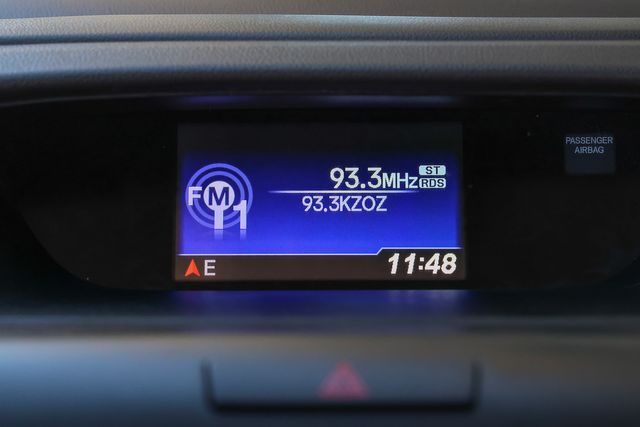 PASSENGER
AIRBAG
FM1
93.3MHz ST RDS
93.3KZOZ
E 11:48